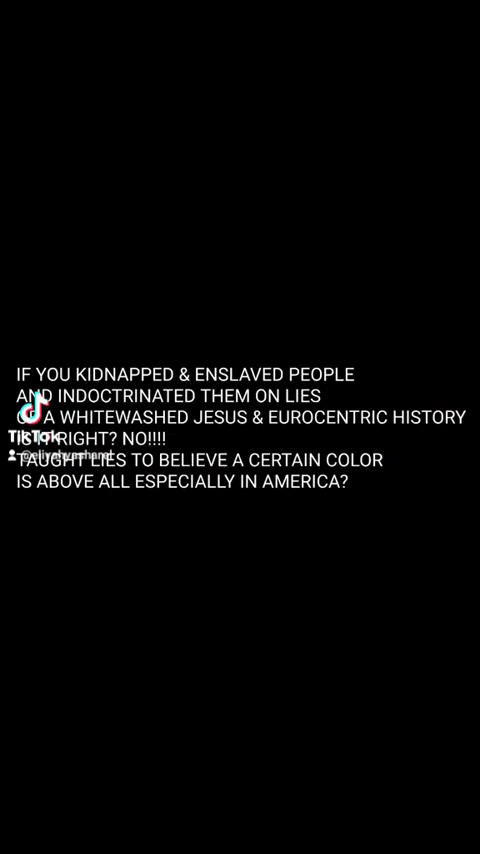 IF YOU KIDNAPPED & ENSLAVED PEOPLE
AND INDOCTRINATED THEM ON LIES
OF A WHITEWASHED JESUS & EUROCENTRIC HISTORY
IS IT RIGHT? NO!!!!
TAUGHT LIES TO BELIEVE A CERTAIN COLOR
IS ABOVE ALL ESPECIALLY IN AMERICA?
TikTok